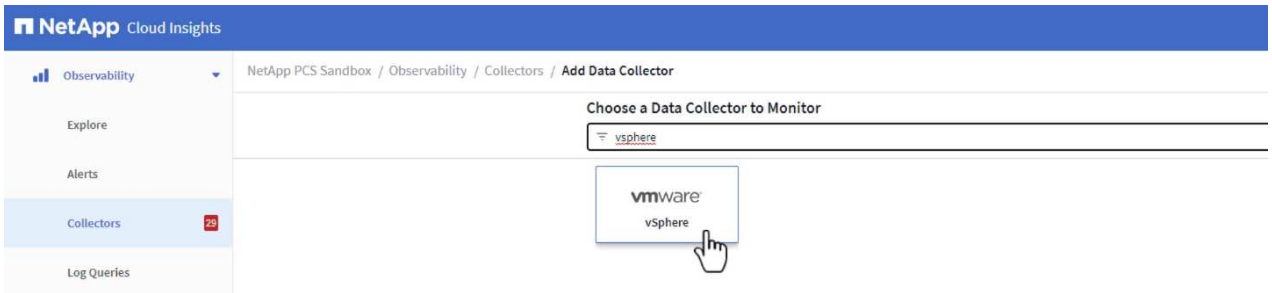 NetApp Cloud Insights
Observability
NetApp PCS Sandbox / Observability / Collectors / Add Data Collector
Choose a Data Collector to Monitor
vsphere
Explore
Alerts
Collectors 29
Log Queries
vmware
vSphere